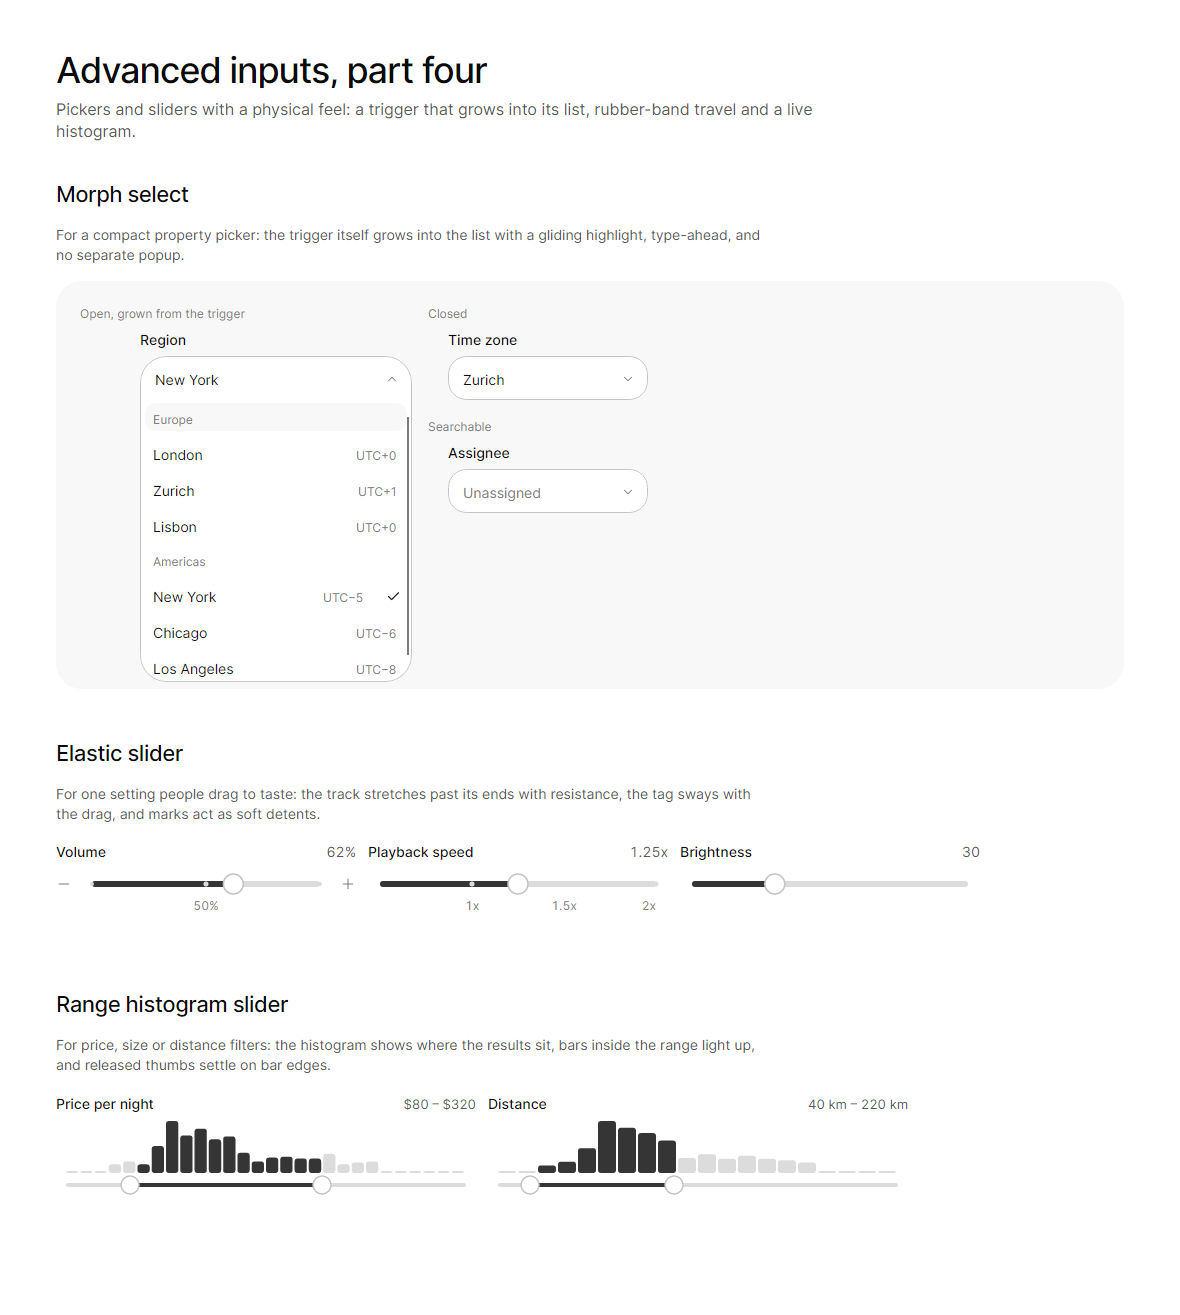 Advanced inputs, part four
Pickers and sliders with a physical feel: a trigger that grows into its list, rubber-band travel and a live
histogram.
Morph select
For a compact property picker: the trigger itself grows into the list with a gliding highlight, type-ahead, and
no separate popup.
Open, grown from the trigger
Region
New York
Europe
London UTC+0
Zurich UTC+1
Lisbon UTC+0
Americas
New York UTC−5
Chicago UTC−6
Los Angeles UTC−8
Closed
Time zone
Zurich
Searchable
Assignee
Unassigned
Elastic slider
For one setting people drag to taste: the track stretches past its ends with resistance, the tag sways with
the drag, and marks act as soft detents.
Volume 62%
50%
Playback speed 1.25x
1x 1.5x 2x
Brightness 30
Range histogram slider
For price, size or distance filters: the histogram shows where the results sit, bars inside the range light up,
and released thumbs settle on bar edges.
Price per night $80 – $320
Distance 40 km – 220 km